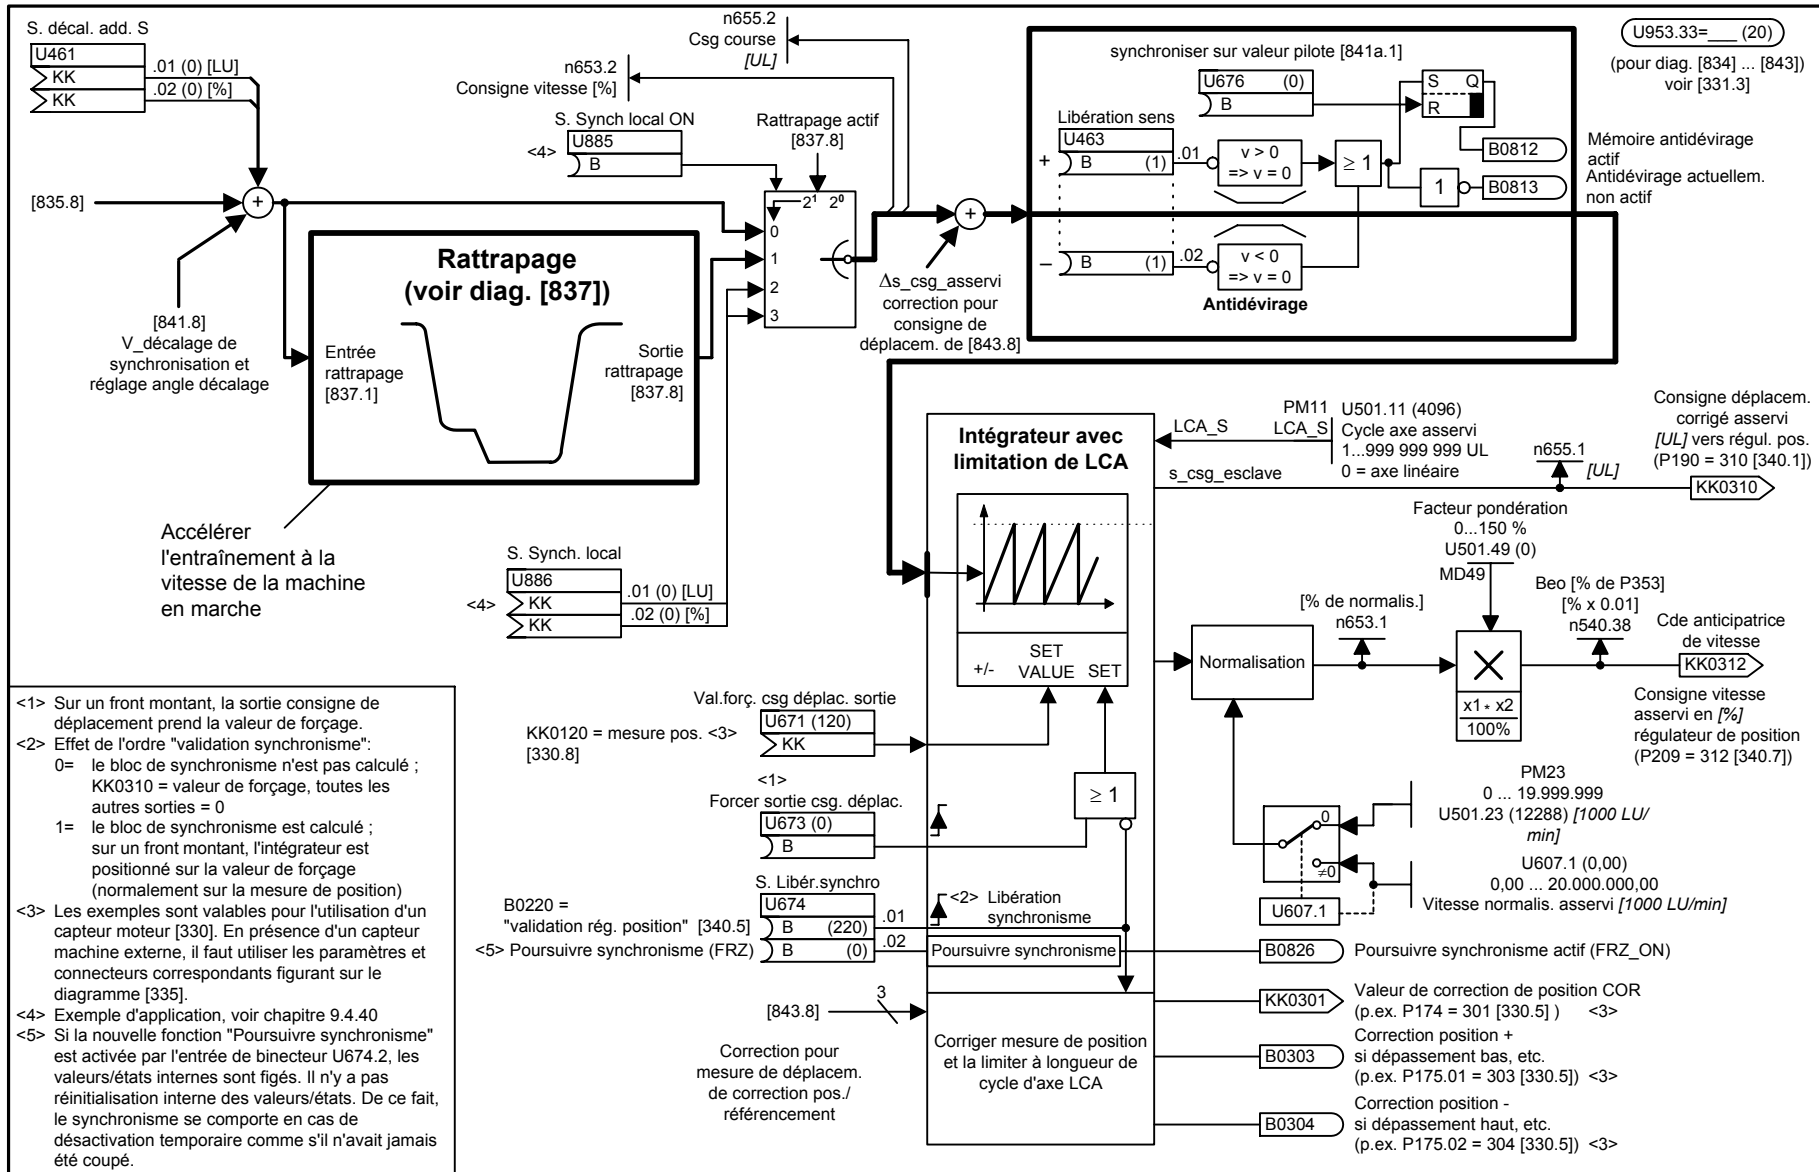 S. décal. add. S
U461
KK
.01 (0) [LU]
KK
.02 (0) [%]
n655.2
Csg course
[UL]
n653.2
Consigne vitesse [%]
S. Synch local ON
<4>
U885
B
Rattrapage actif
[837.8]
[835.8]
+
2¹ 2⁰
0
1
2
3
+
Rattrapage
(voir diag. [837])
Entrée
rattrapage
[837.1]
Sortie
rattrapage
[837.8]
[841.8]
V_décalage de
synchronisation et
réglage angle décalage
Δs_csg_asservi
correction pour
consigne de
déplacem. de [843.8]
synchroniser sur valeur pilote [841a.1]
U676 (0)
B
S Q
R
Libération sens
U463
+ B (1) .01
v > 0
=> v = 0
≥ 1
1
– B (1) .02
v < 0
=> v = 0
Antidévirage
U953.33=___ (20)
(pour diag. [834] ... [843])
voir [331.3]
B0812
Mémoire antidévirage
actif
B0813
Antidévirage actuellem.
non actif
Accélérer
l'entraînement à la
vitesse de la machine
en marche
S. Synch. local
<4>
U886
KK
.01 (0) [LU]
KK
.02 (0) [%]
Intégrateur avec
limitation de LCA
LCA_S
PM11
LCA_S
U501.11 (4096)
Cycle axe asservi
1...999 999 999 UL
0 = axe linéaire
s_csg_esclave
n655.1
[UL]
Consigne déplacem.
corrigé asservi
[UL] vers régul. pos.
(P190 = 310 [340.1])
KK0310
+/-
SET
VALUE
SET
Normalisation
[% de normalis.]
n653.1
Facteur pondération
0...150 %
U501.49 (0)
MD49
x1 * x2
100%
Beo [% de P353]
[% x 0.01]
n540.38
Cde anticipatrice
de vitesse
KK0312
Consigne vitesse
asservi en [%]
régulateur de position
(P209 = 312 [340.7])
Val.forç. csg déplac. sortie
KK0120 = mesure pos. <3>
[330.8]
U671 (120)
KK
<1>
Forcer sortie csg. déplac.
U673 (0)
B
≥ 1
PM23
0 ... 19.999.999
U501.23 (12288) [1000 LU/
min]
0
≠0
U607.1
U607.1 (0,00)
0,00 ... 20.000.000,00
Vitesse normalis. asservi [1000 LU/min]
S. Libér.synchro
B0220 =
"validation rég. position" [340.5]
U674
B (220)
.01
<2> Libération
synchronisme
<5> Poursuivre synchronisme (FRZ)
B (0)
.02
Poursuivre synchronisme
B0826
Poursuivre synchronisme actif (FRZ_ON)
[843.8]
3
Correction pour
mesure de déplacem.
de correction pos./
référencement
Corriger mesure de position
et la limiter à longueur de
cycle d'axe LCA
KK0301
Valeur de correction de position COR
(p.ex. P174 = 301 [330.5] ) <3>
B0303
Correction position +
si dépassement bas, etc.
(p.ex. P175.01 = 303 [330.5]) <3>
B0304
Correction position -
si dépassement haut, etc.
(p.ex. P175.02 = 304 [330.5]) <3>
<1> Sur un front montant, la sortie consigne de
déplacement prend la valeur de forçage.
<2> Effet de l'ordre "validation synchronisme":
0= le bloc de synchronisme n'est pas calculé ;
KK0310 = valeur de forçage, toutes les
autres sorties = 0
1= le bloc de synchronisme est calculé ;
sur un front montant, l'intégrateur est
positionné sur la valeur de forçage
(normalement sur la mesure de position)
<3> Les exemples sont valables pour l'utilisation d'un
capteur moteur [330]. En présence d'un capteur
machine externe, il faut utiliser les paramètres et
connecteurs correspondants figurant sur le
diagramme [335].
<4> Exemple d'application, voir chapitre 9.4.40
<5> Si la nouvelle fonction "Poursuivre synchronisme"
est activée par l'entrée de binecteur U674.2, les
valeurs/états internes sont figés. Il n'y a pas
réinitialisation interne des valeurs/états. De ce fait,
le synchronisme se comporte en cas de
désactivation temporaire comme s'il n'avait jamais
été coupé.